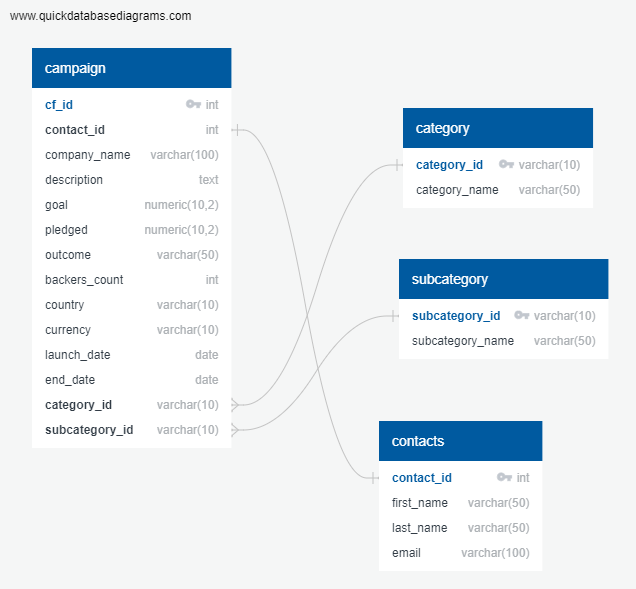 www.quickdatabasediagrams.com
campaign
cf_id int
contact_id int
company_name varchar(100)
description text
goal numeric(10,2)
pledged numeric(10,2)
outcome varchar(50)
backers_count int
country varchar(10)
currency varchar(10)
launch_date date
end_date date
category_id varchar(10)
subcategory_id varchar(10)
category
category_id varchar(10)
category_name varchar(50)
subcategory
subcategory_id varchar(10)
subcategory_name varchar(50)
contacts
contact_id int
first_name varchar(50)
last_name varchar(50)
email varchar(100)